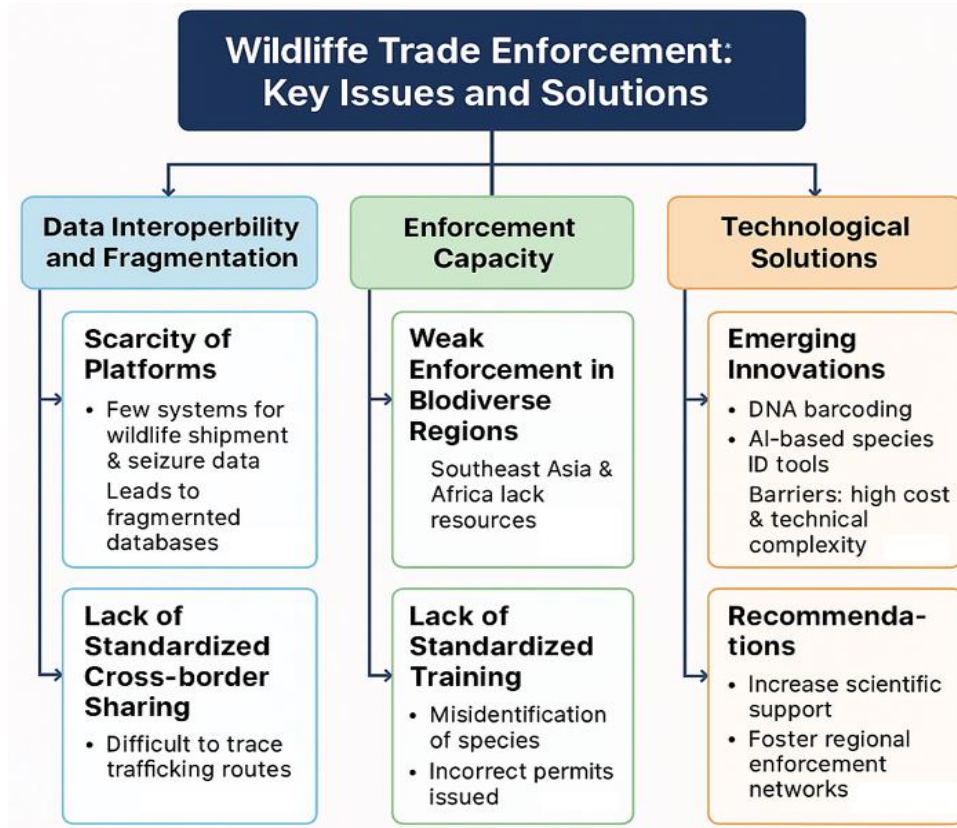 Wildliffe Trade Enforcement:
Key Issues and Solutions
Data Interoperbility
and Fragmentation
Scarcity of
Platforms
• Few systems for
wildlife shipment
& seizure data
Leads to
fragmernted
databases
Lack of
Standardized
Cross-border
Sharing
• Difficult to trace
trafficking routes
Enforcement
Capacity
Weak
Enforcement in
Blodiverse
Regions
Southeast Asia &
Africa lack
resources
Lack of
Standardized
Training
• Misidentification
of species
• Incorrect permits
issued
Technological
Solutions
Emerging
Innovations
• DNA barcoding
• AI-based species
ID tools
Barriers: high cost
& technical
complexity
Recommenda-
tions
• Increase scientific
support
• Foster regional
enforcement
networks